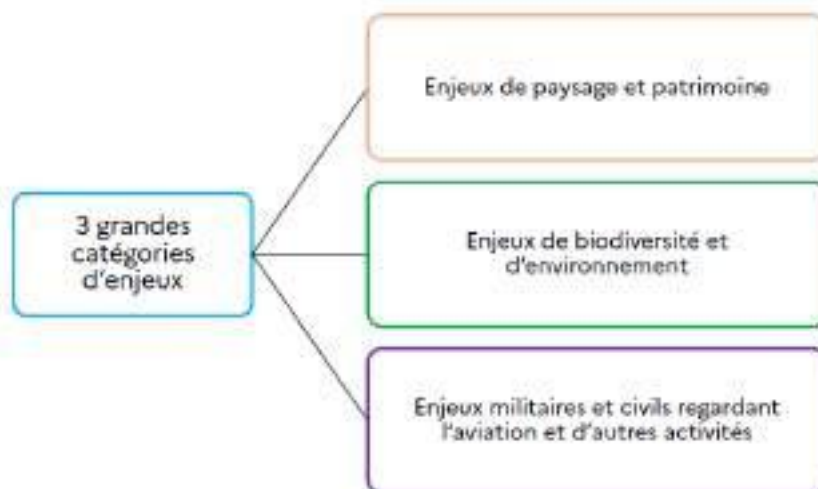 3 grandes
catégories
d'enjeux
Enjeux de paysage et patrimoine
Enjeux de biodiversité et
d'environnement
Enjeux militaires et civils regardant
l'aviation et d'autres activités